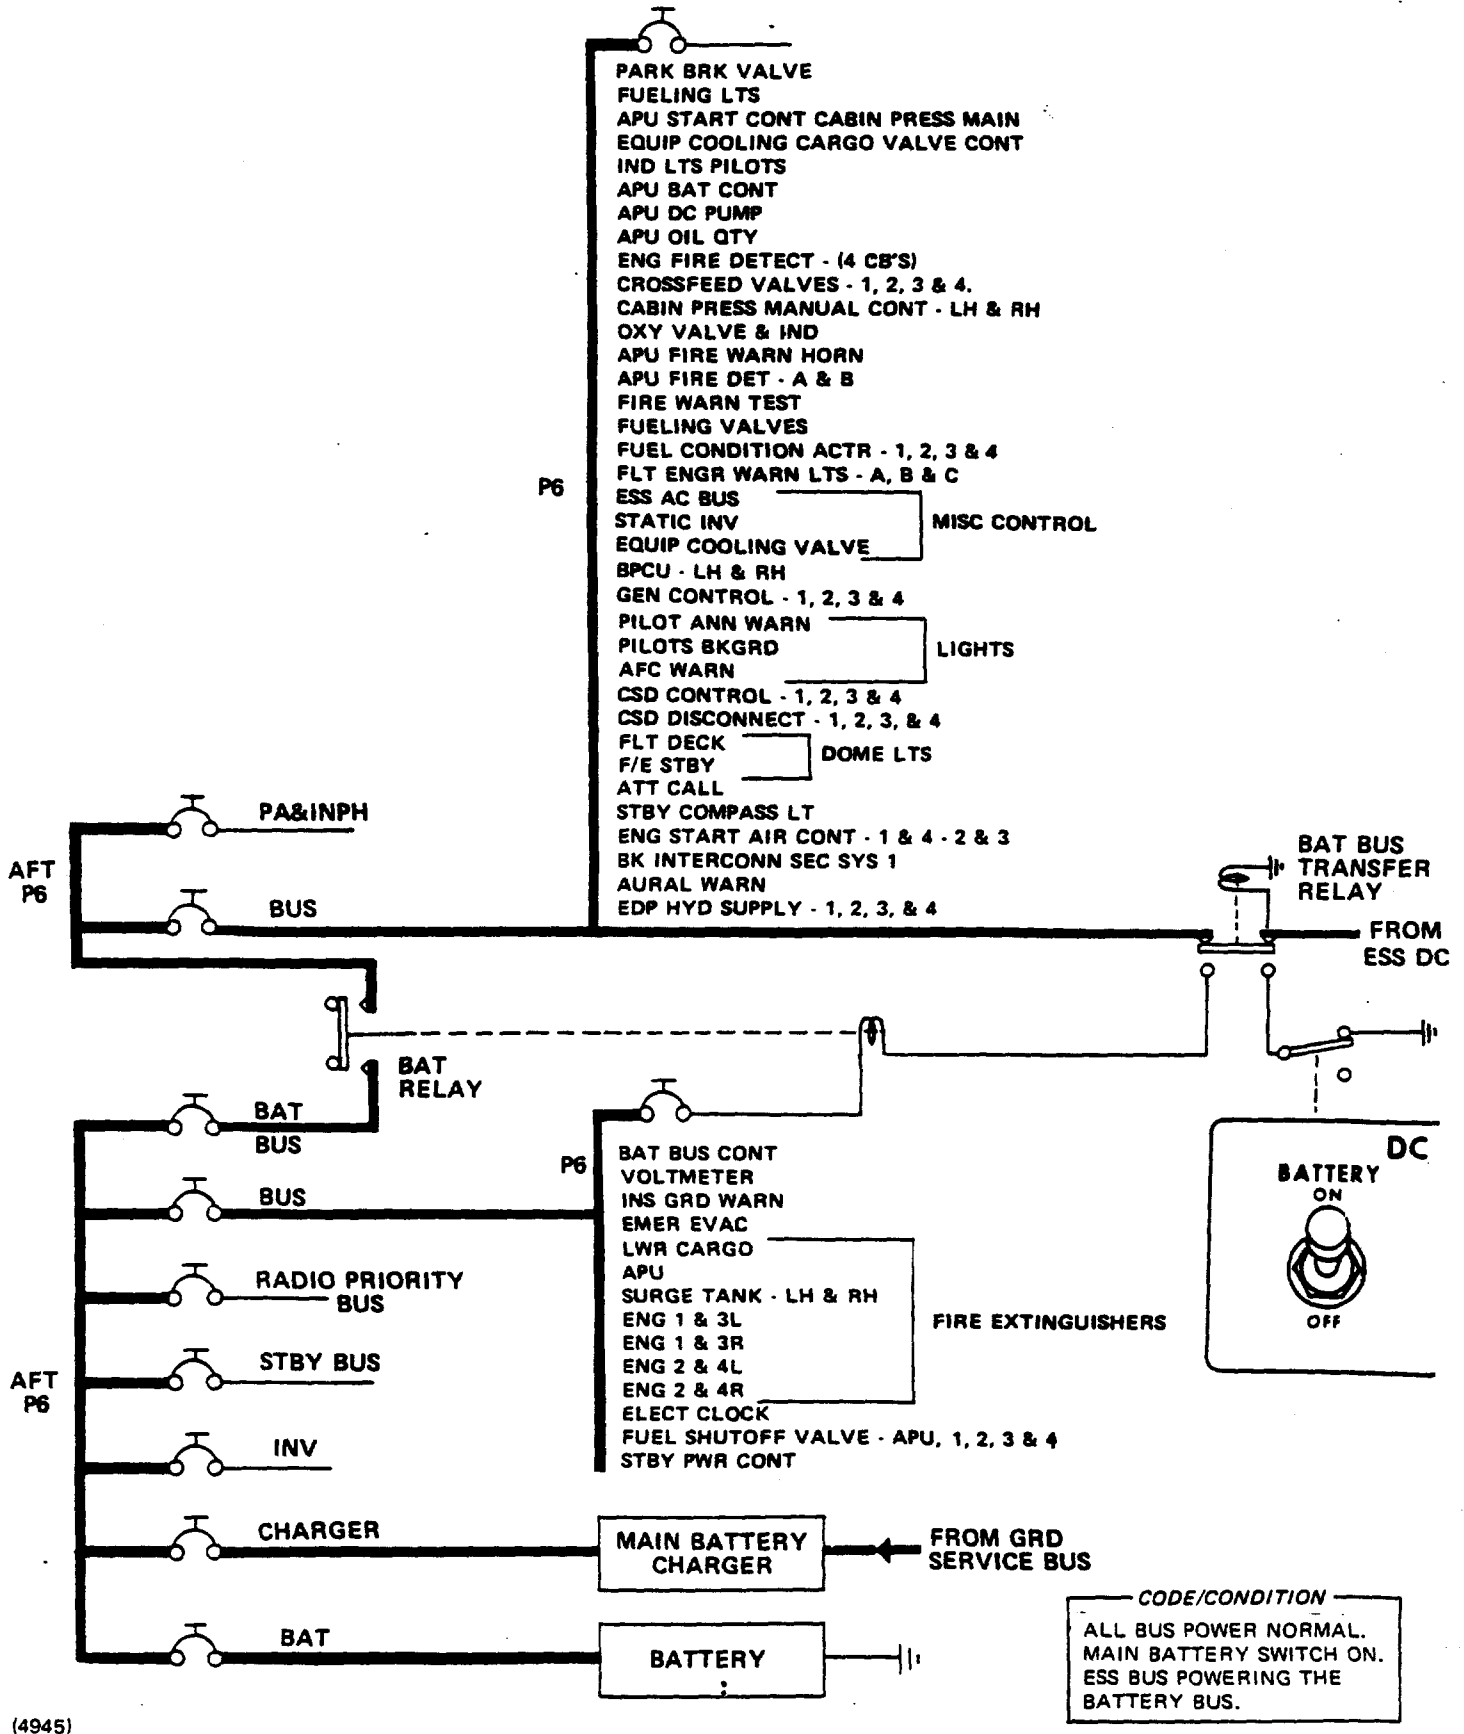 PARK BRK VALVE
FUELING LTS
APU START CONT CABIN PRESS MAIN
EQUIP COOLING CARGO VALVE CONT
IND LTS PILOTS
APU BAT CONT
APU DC PUMP
APU OIL QTY
ENG FIRE DETECT - (4 CB'S)
CROSSFEED VALVES - 1, 2, 3 & 4.
CABIN PRESS MANUAL CONT - LH & RH
OXY VALVE & IND
APU FIRE WARN HORN
APU FIRE DET - A & B
FIRE WARN TEST
FUELING VALVES
FUEL CONDITION ACTR - 1, 2, 3 & 4
FLT ENGR WARN LTS - A, B & C
P6
ESS AC BUS
STATIC INV
EQUIP COOLING VALVE
MISC CONTROL
BPCU - LH & RH
GEN CONTROL - 1, 2, 3 & 4
PILOT ANN WARN
PILOTS BKGRD
AFC WARN
LIGHTS
CSD CONTROL - 1, 2, 3 & 4
CSD DISCONNECT - 1, 2, 3, & 4
FLT DECK
F/E STBY
DOME LTS
ATT CALL
STBY COMPASS LT
ENG START AIR CONT - 1 & 4 - 2 & 3
BK INTERCONN SEC SYS 1
AURAL WARN
EDP HYD SUPPLY - 1, 2, 3, & 4
PA&INPH
AFT
P6
BUS
BAT BUS
TRANSFER
RELAY
FROM
ESS DC
BAT
RELAY
BAT
BUS
BUS
RADIO PRIORITY
BUS
STBY BUS
AFT
P6
INV
CHARGER
BAT
P6
BAT BUS CONT
VOLTMETER
INS GRD WARN
EMER EVAC
LWR CARGO
APU
SURGE TANK - LH & RH
ENG 1 & 3L
ENG 1 & 3R
ENG 2 & 4L
ENG 2 & 4R
FIRE EXTINGUISHERS
ELECT CLOCK
FUEL SHUTOFF VALVE - APU, 1, 2, 3 & 4
STBY PWR CONT
DC
BATTERY
ON
OFF
MAIN BATTERY
CHARGER
FROM GRD
SERVICE BUS
BATTERY
CODE/CONDITION
ALL BUS POWER NORMAL.
MAIN BATTERY SWITCH ON.
ESS BUS POWERING THE
BATTERY BUS.
(4945)